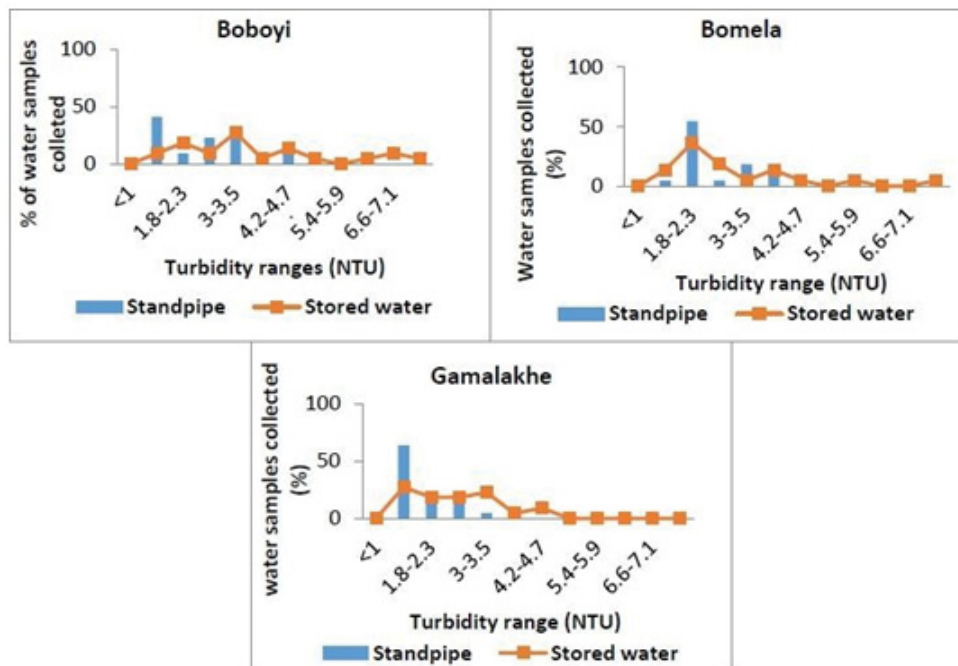 Boboyi
% of water samples
colleted
100
50
0
<1
1.8-2.3
3-3.5
4.2-4.7
5.4-5.9
6.6-7.1
Turbidity ranges (NTU)
Standpipe
Stored water
Bomela
Water samples collected
(%)
100
50
0
<1
1.8-2.3
3-3.5
4.2-4.7
5.4-5.9
6.6-7.1
Turbidity range (NTU)
Standpipe
Stored water
Gamalakhe
water samples collected
(%)
100
50
0
<1
1.8-2.3
3-3.5
4.2-4.7
5.4-5.9
6.6-7.1
Turbidity range (NTU)
Standpipe
Stored water